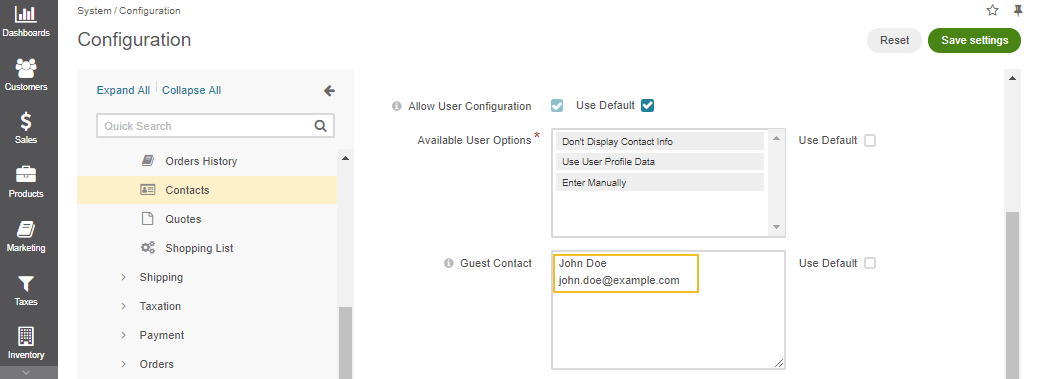 System / Configuration
Configuration
Reset
Save settings
Dashboards
Customers
Sales
Products
Marketing
Taxes
Inventory
Expand All
Collapse All
Quick Search
Orders History
Contacts
Quotes
Shopping List
Shipping
Taxation
Payment
Orders
Allow User Configuration
Use Default
Available User Options *
Don't Display Contact Info
Use User Profile Data
Enter Manually
Use Default
Guest Contact
John Doe
john.doe@example.com
Use Default